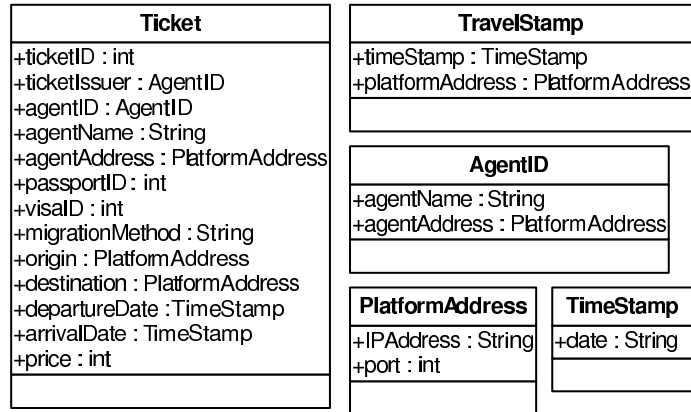 Ticket
+ticketID : int
+ticketIssuer : AgentID
+agentID : AgentID
+agentName : String
+agentAddress : PlatformAddress
+passportID : int
+visaID : int
+migrationMethod : String
+origin : PlatformAddress
+destination : PlatformAddress
+departureDate :TimeStamp
+arrivalDate : TimeStamp
+price : int
TravelStamp
+timeStamp : TimeStamp
+platformAddress : PlatformAddress
AgentID
+agentName : String
+agentAddress : PlatformAddress
PlatformAddress
+IPAddress : String
+port : int
TimeStamp
+date : String